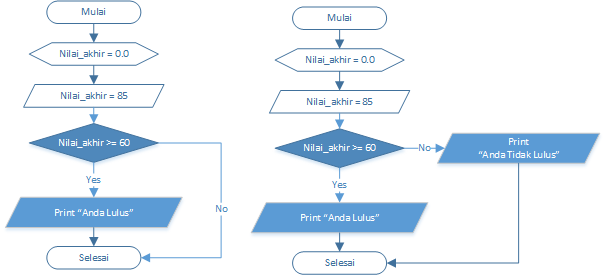 Mulai
Nilai_akhir = 0.0
Nilai_akhir = 85
Nilai_akhir >= 60
Yes
No
Print “Anda Lulus”
Selesai
Mulai
Nilai_akhir = 0.0
Nilai_akhir = 85
Nilai_akhir >= 60
No
Print
“Anda Tidak Lulus”
Yes
Print “Anda Lulus”
Selesai